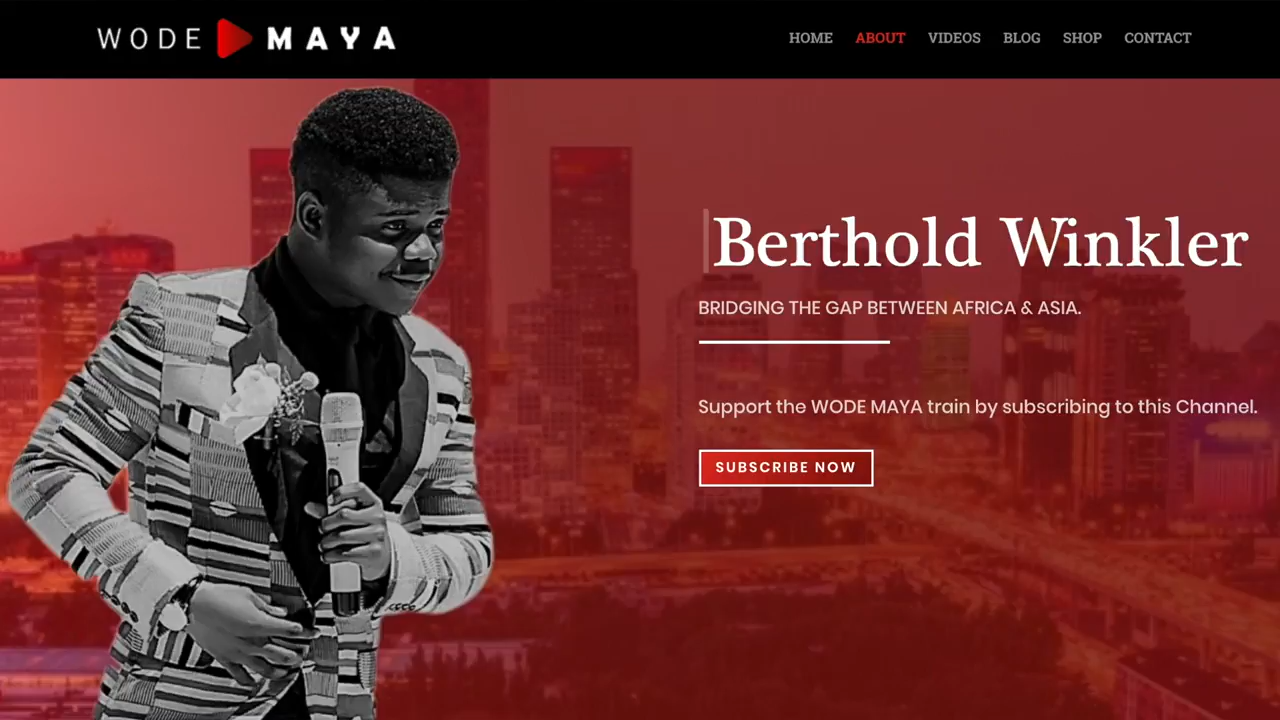 WODE MAYA
HOME ABOUT VIDEOS BLOG SHOP CONTACT
Berthold Winkler
BRIDGING THE GAP BETWEEN AFRICA & ASIA.
Support the WODE MAYA train by subscribing to this Channel.
SUBSCRIBE NOW